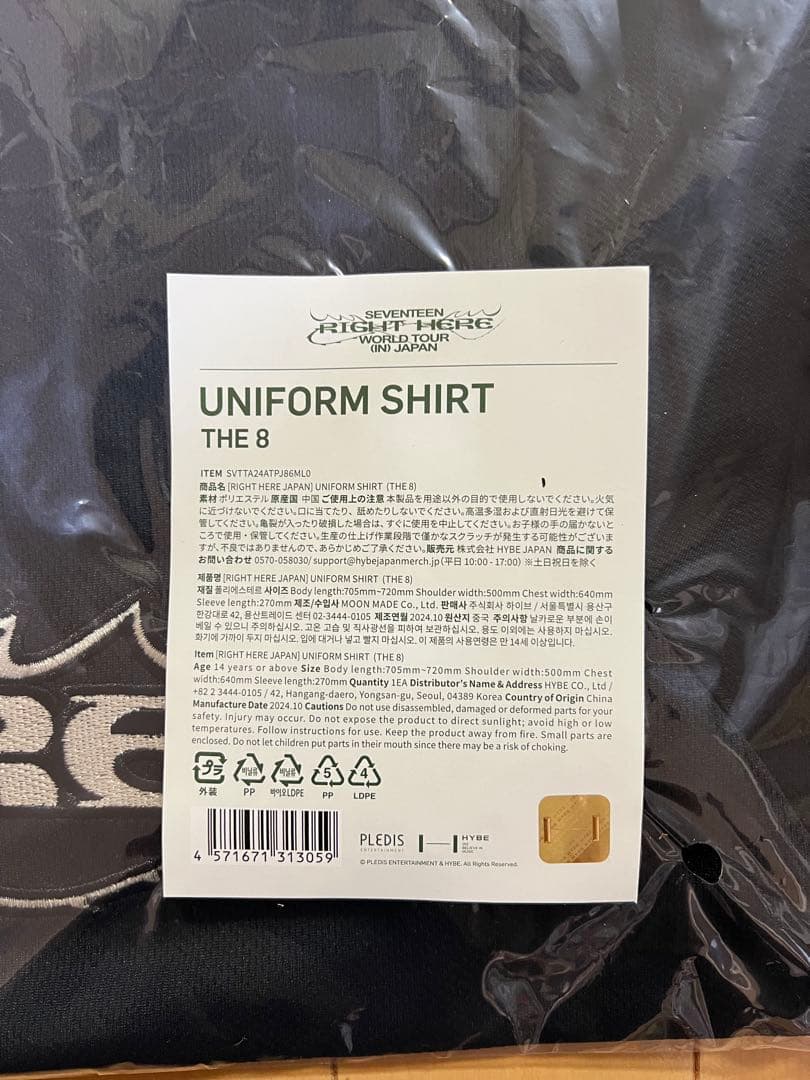 SEVENTEEN
RIGHT HERE
WORLD TOUR
(IN) JAPAN
UNIFORM SHIRT
THE 8
ITEM SVTTA24ATPJ86ML0
商品名 [RIGHT HERE JAPAN] UNIFORM SHIRT (THE 8)
素材 ポリエステル 原産国 中国 ご使用上の注意 本製品を用途以外の目的で使用しないでください。火気
に近づけないでください。口に当てたり、舐めたりしないでください。高温多湿および直射日光を避けて保
管してください。亀裂が入ったり破損した場合は、すぐに使用を中止してください。お子様の手の届かないと
ころで使用・保管してください。生産の仕上げ作業段階で僅かなスクラッチが発生する可能性がございま
すが、不良ではありませんので、あらかじめご了承ください。販売元 株式会社 HYBE JAPAN 商品に関する
お問い合わせ 0570-058030/ support@hybejapanmerch.jp(平日 10:00 - 17:00) ※土日祝日を除く
제품명 [RIGHT HERE JAPAN] UNIFORM SHIRT (THE 8)
재질 폴리에스테르 사이즈 Body length:705mm~720mm Shoulder width:500mm Chest width:640mm
Sleeve length:270mm 제조/수입사 MOON MADE Co., Ltd. 판매사 주식회사 하이브 / 서울특별시 용산구
한강대로 42, 용산트레이드 센터 02-3444-0105 제조연월 2024.10 원산지 중국 주의사항 날카로운 부분에 손이
베일 수 있으니 주의하십시오. 고온 고습 및 직사광선을 피하여 보관하십시오. 용도 이외에는 사용하지 마십시오.
화기에 가까이 두지 마십시오. 입에 대거나 넣고 빨지 마십시오. 이 제품의 사용연령은 만 14세 이상입니다.
Item [RIGHT HERE JAPAN] UNIFORM SHIRT (THE 8)
Age 14 years or above Size Body length:705mm~720mm Shoulder width:500mm Chest
width:640mm Sleeve length:270mm Quantity 1EA Distributor's Name & Address HYBE CO., Ltd /
+82 2 3444-0105 / 42, Hangang-daero, Yongsan-gu, Seoul, 04389 Korea Country of Origin China
Manufacture Date 2024.10 Cautions Do not use disassembled, damaged or deformed parts for your
safety. Injury may occur. Do not expose the product to direct sunlight; avoid high or low
temperatures. Follow instructions for use. Keep the product away from fire. Small parts are
enclosed. Do not let children put parts in their mouth since there may be a risk of choking.
プラ 비닐류 비닐류 5 4
外装 PP 바이오LDPE PP LDPE
4 571671 313059
PLEDIS
ENTERTAINMENT
HYBE
WE
BELIEVE IN
MUSIC
© PLEDIS ENTERTAINMENT & HYBE. All Rights Reserved.